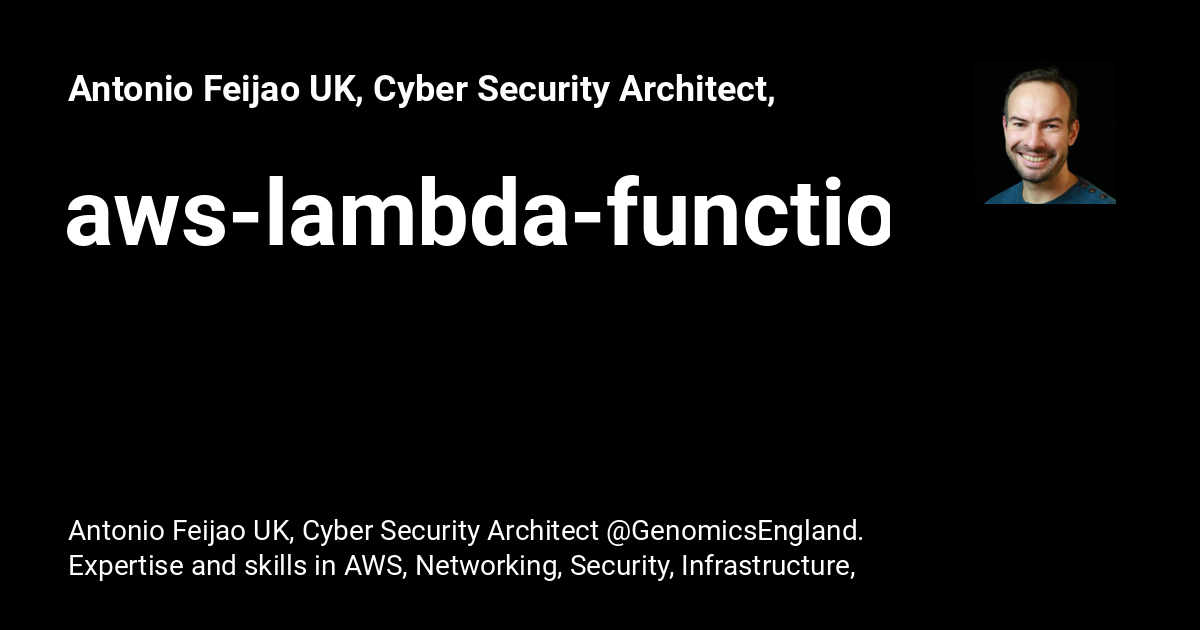 Antonio Feijao UK, Cyber Security Architect,
aws-lambda-functio
Antonio Feijao UK, Cyber Security Architect @GenomicsEngland.
Expertise and skills in AWS, Networking, Security, Infrastructure,